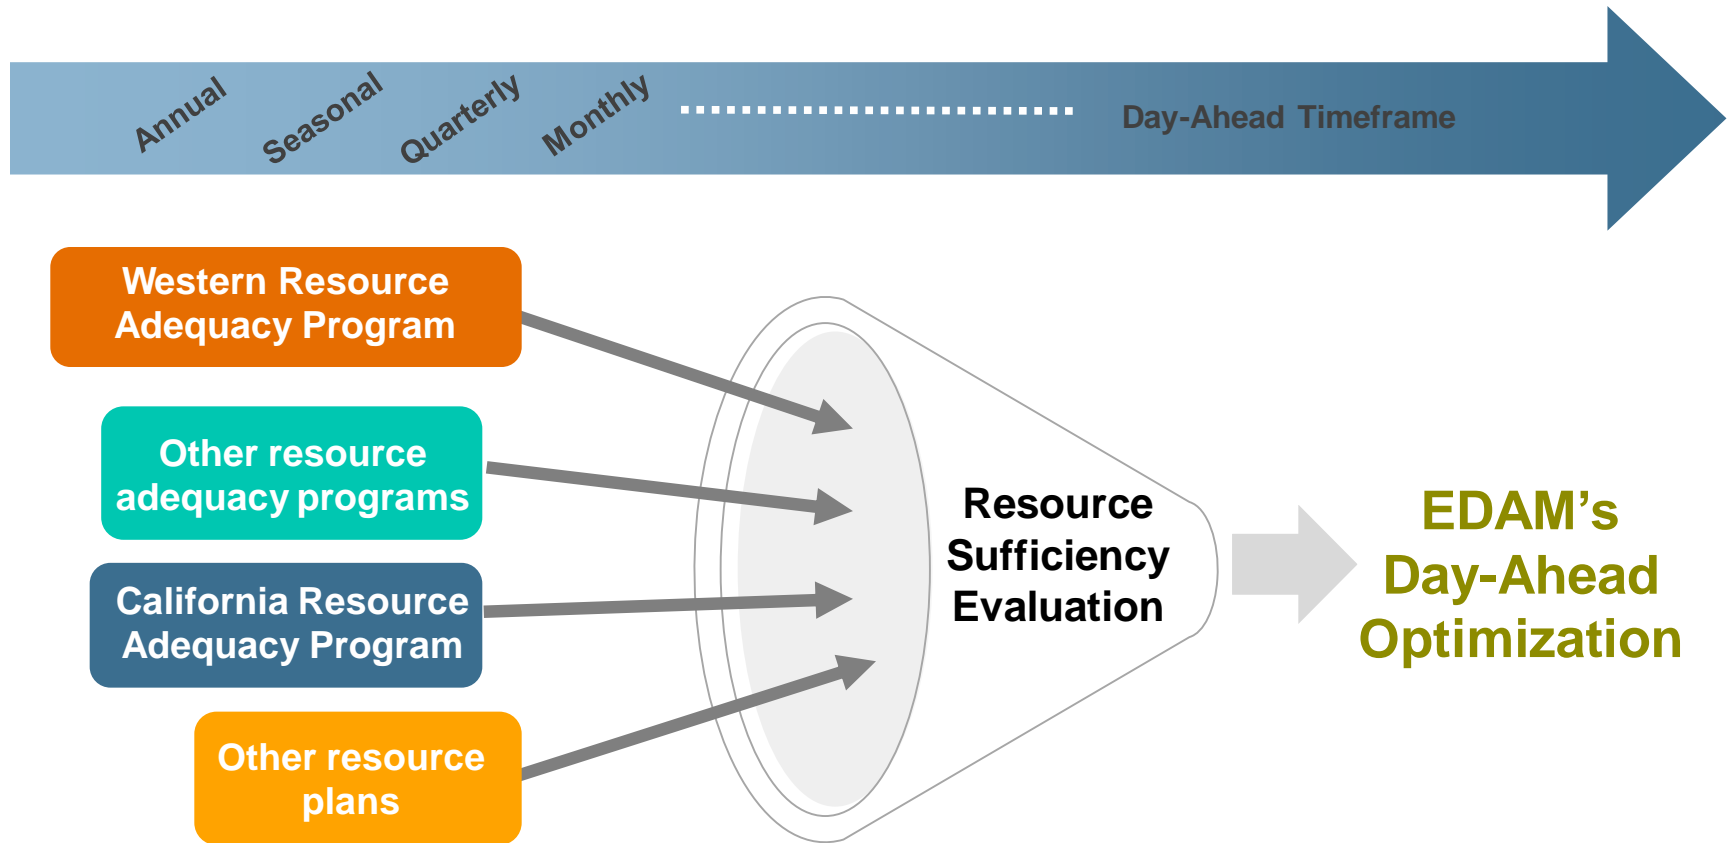 Annual
Seasonal
Quarterly
Monthly
Day-Ahead Timeframe
Western Resource
Adequacy Program
Other resource
adequacy programs
California Resource
Adequacy Program
Other resource
plans
Resource
Sufficiency
Evaluation
EDAM’s
Day-Ahead
Optimization